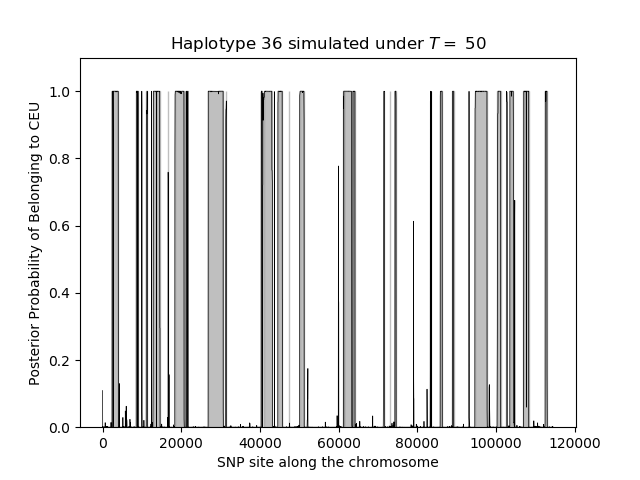 Haplotype 36 simulated under T = 50
Posterior Probability of Belonging to CEU
1.0
0.8
0.6
0.4
0.2
0.0
0 20000 40000 60000 80000 100000 120000
SNP site along the chromosome